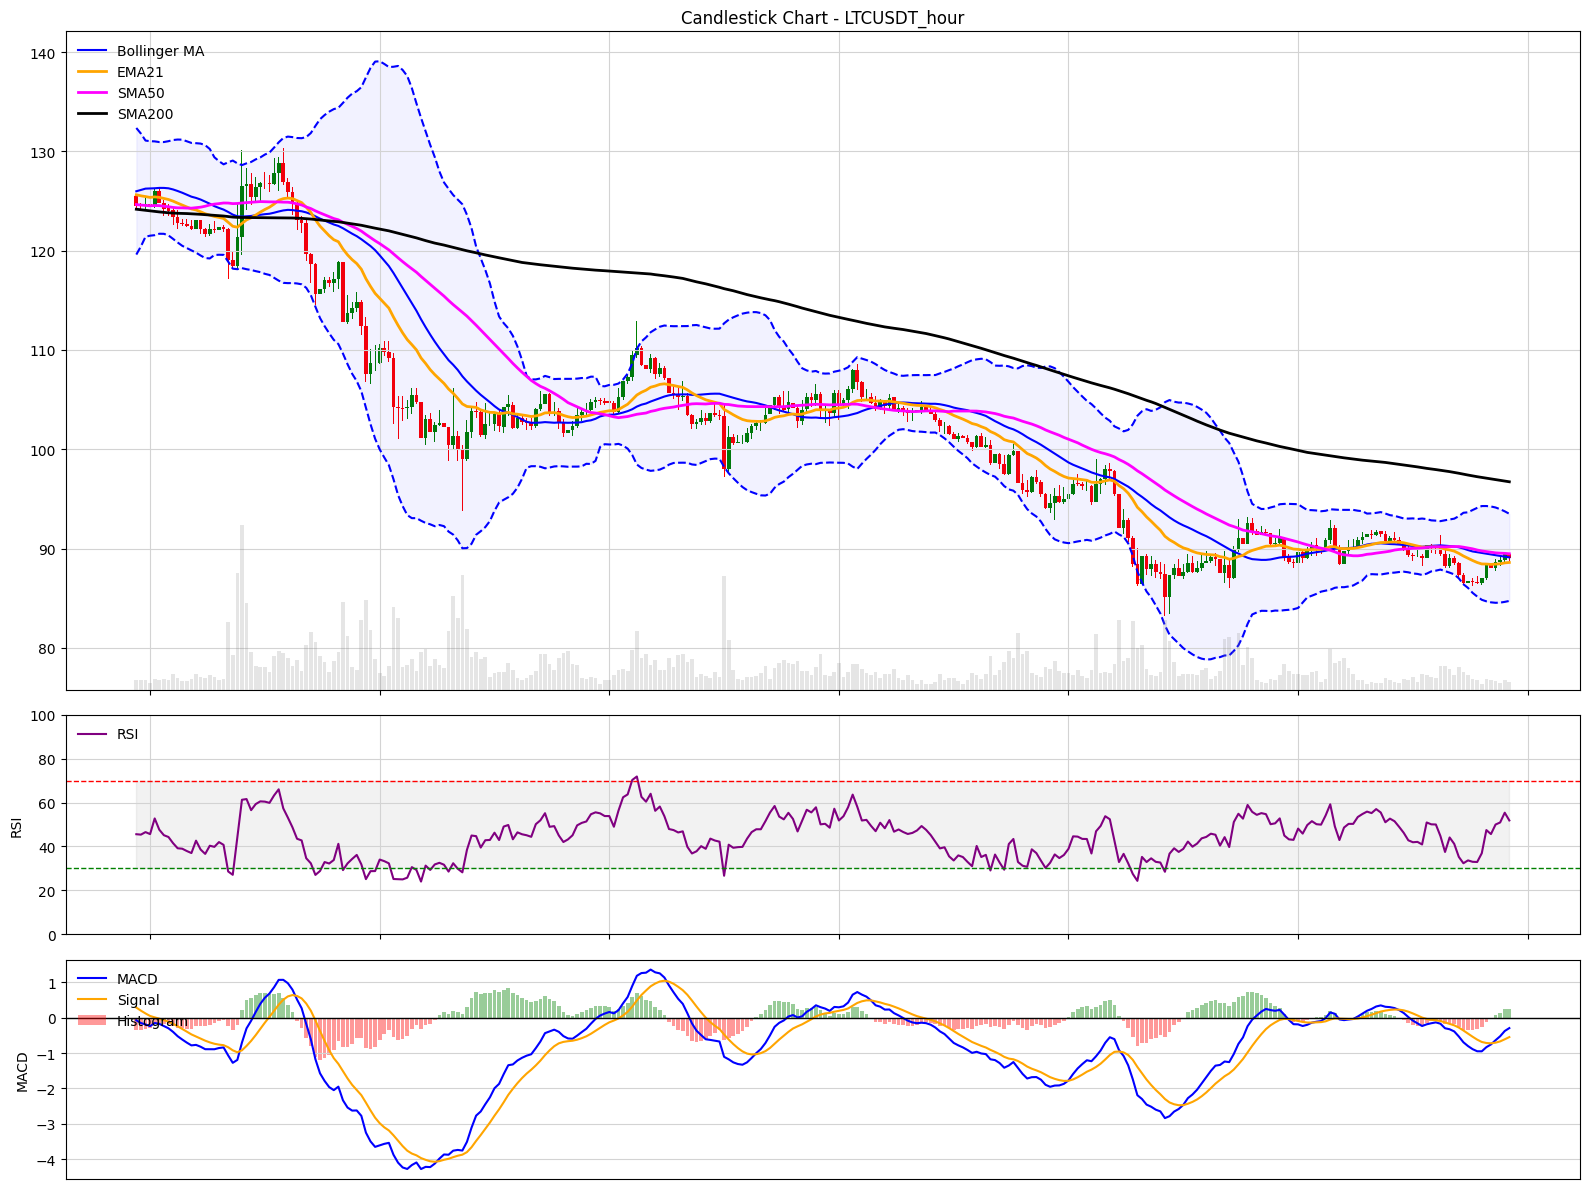 Candlestick Chart - LTCUSDT_hour
Bollinger MA
EMA21
SMA50
SMA200
140
130
120
110
100
90
80
RSI
100
80
60
40
20
0
RSI
MACD
Signal
Histogram
1
0
−1
−2
−3
−4
MACD